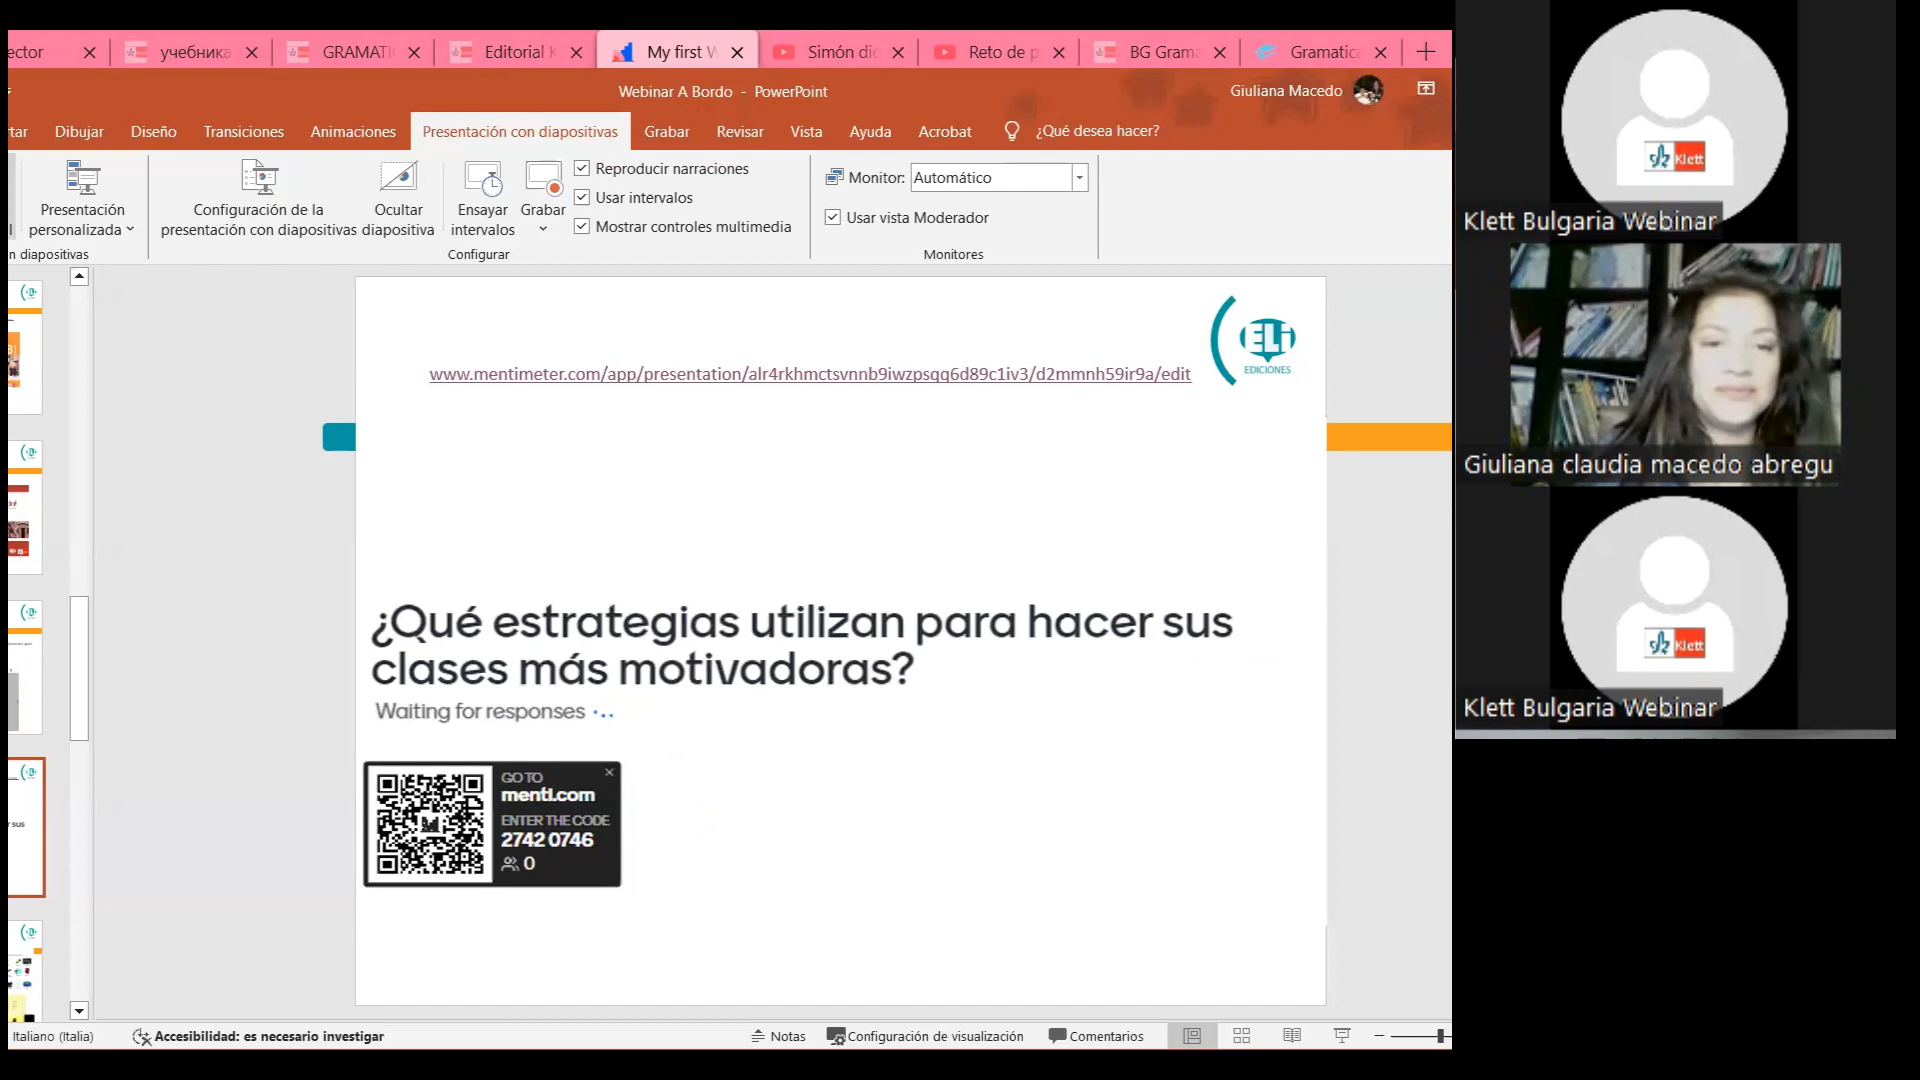 ector
учебника
GRAMATI
Editorial K
My first W
Simón dic
Reto de p
BG Grama
Gramatica
Webinar A Bordo - PowerPoint
Giuliana Macedo
tar
Dibujar
Diseño
Transiciones
Animaciones
Presentación con diapositivas
Grabar
Revisar
Vista
Ayuda
Acrobat
¿Qué desea hacer?
Presentación
personalizada
n diapositivas
Configuración de la
presentación con diapositivas
Ocultar
diapositiva
Ensayar
intervalos
Grabar
Reproducir narraciones
Usar intervalos
Mostrar controles multimedia
Configurar
Monitor: Automático
Usar vista Moderador
Monitores
ELi
EDICIONES
www.mentimeter.com/app/presentation/alr4rkhmctsvnnb9iwzpsqq6d89c1iv3/d2mmnh59ir9a/edit
¿Qué estrategias utilizan para hacer sus
clases más motivadoras?
Waiting for responses
GO TO
menti.com
ENTER THE CODE
2742 0746
0
r sus
Italiano (Italia)
Accesibilidad: es necesario investigar
Notas
Configuración de visualización
Comentarios
Klett
Klett Bulgaria Webinar
Giuliana claudia macedo abregu
Klett
Klett Bulgaria Webinar